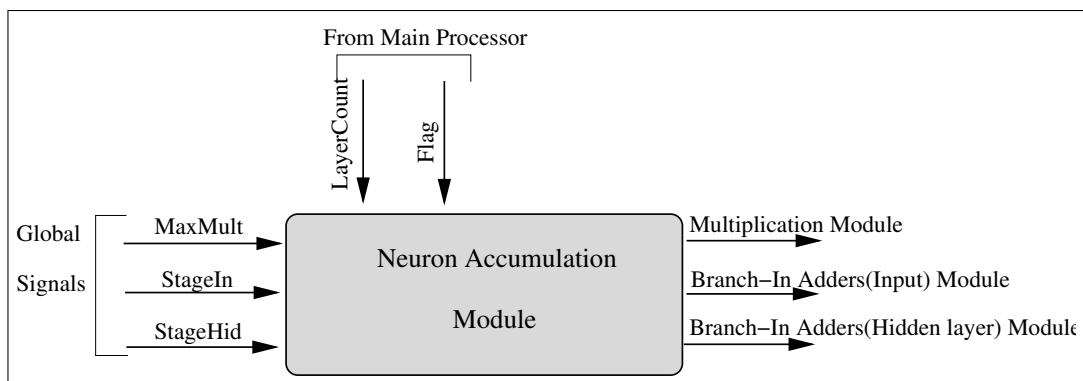 From Main Processor
LayerCount
Flag
Global
Signals
MaxMult
StageIn
StageHid
Neuron Accumulation
Module
Multiplication Module
Branch−In Adders(Input) Module
Branch−In Adders(Hidden layer) Module